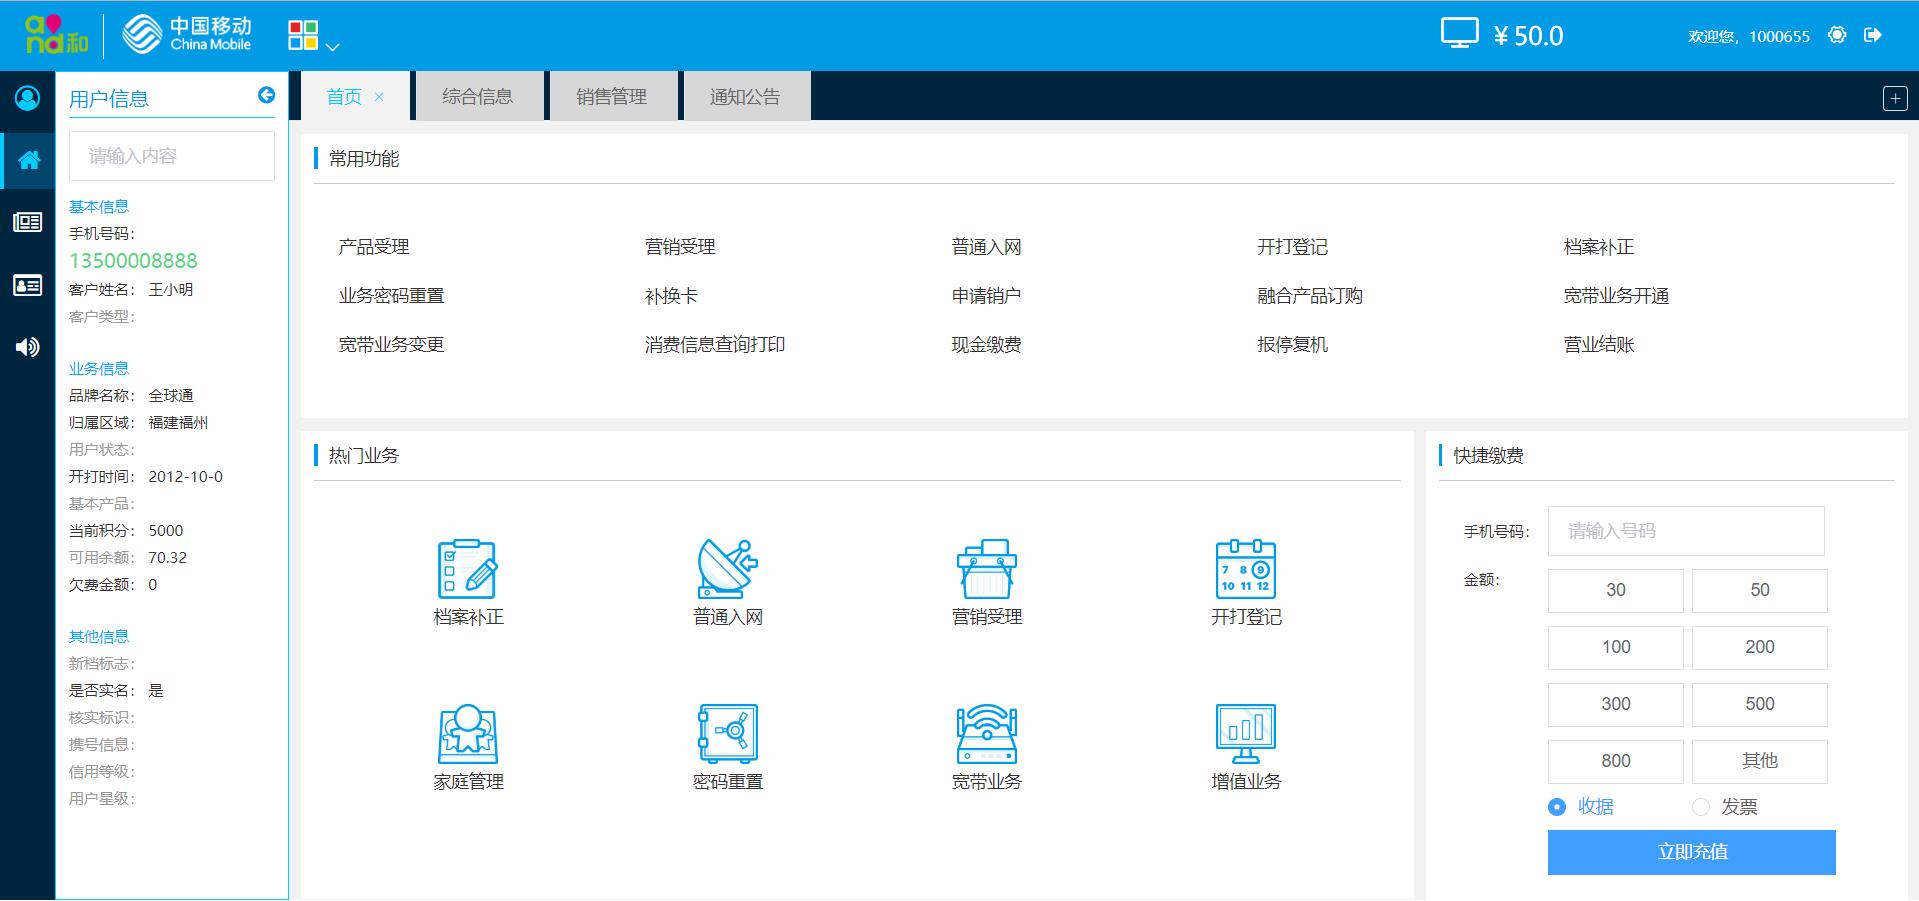 and和
中国移动
China Mobile
¥ 50.0
欢迎您，1000655
用户信息
首页 ×
综合信息
销售管理
通知公告
请输入内容
基本信息
手机号码：
13500008888
客户姓名： 王小明
客户类型：
业务信息
品牌名称： 全球通
归属区域： 福建福州
用户状态：
开打时间： 2012-10-0
基本产品：
当前积分： 5000
可用余额： 70.32
欠费金额： 0
其他信息
新档标志：
是否实名： 是
核实标识：
携号信息：
信用等级：
用户星级：
常用功能
产品受理
营销受理
普通入网
开打登记
档案补正
业务密码重置
补换卡
申请销户
融合产品订购
宽带业务开通
宽带业务变更
消费信息查询打印
现金缴费
报停复机
营业结账
热门业务
7 8 9
10 11 12
档案补正
普通入网
营销受理
开打登记
家庭管理
密码重置
宽带业务
增值业务
快捷缴费
手机号码： 请输入号码
金额：
30
50
100
200
300
500
800
其他
收据
发票
立即充值